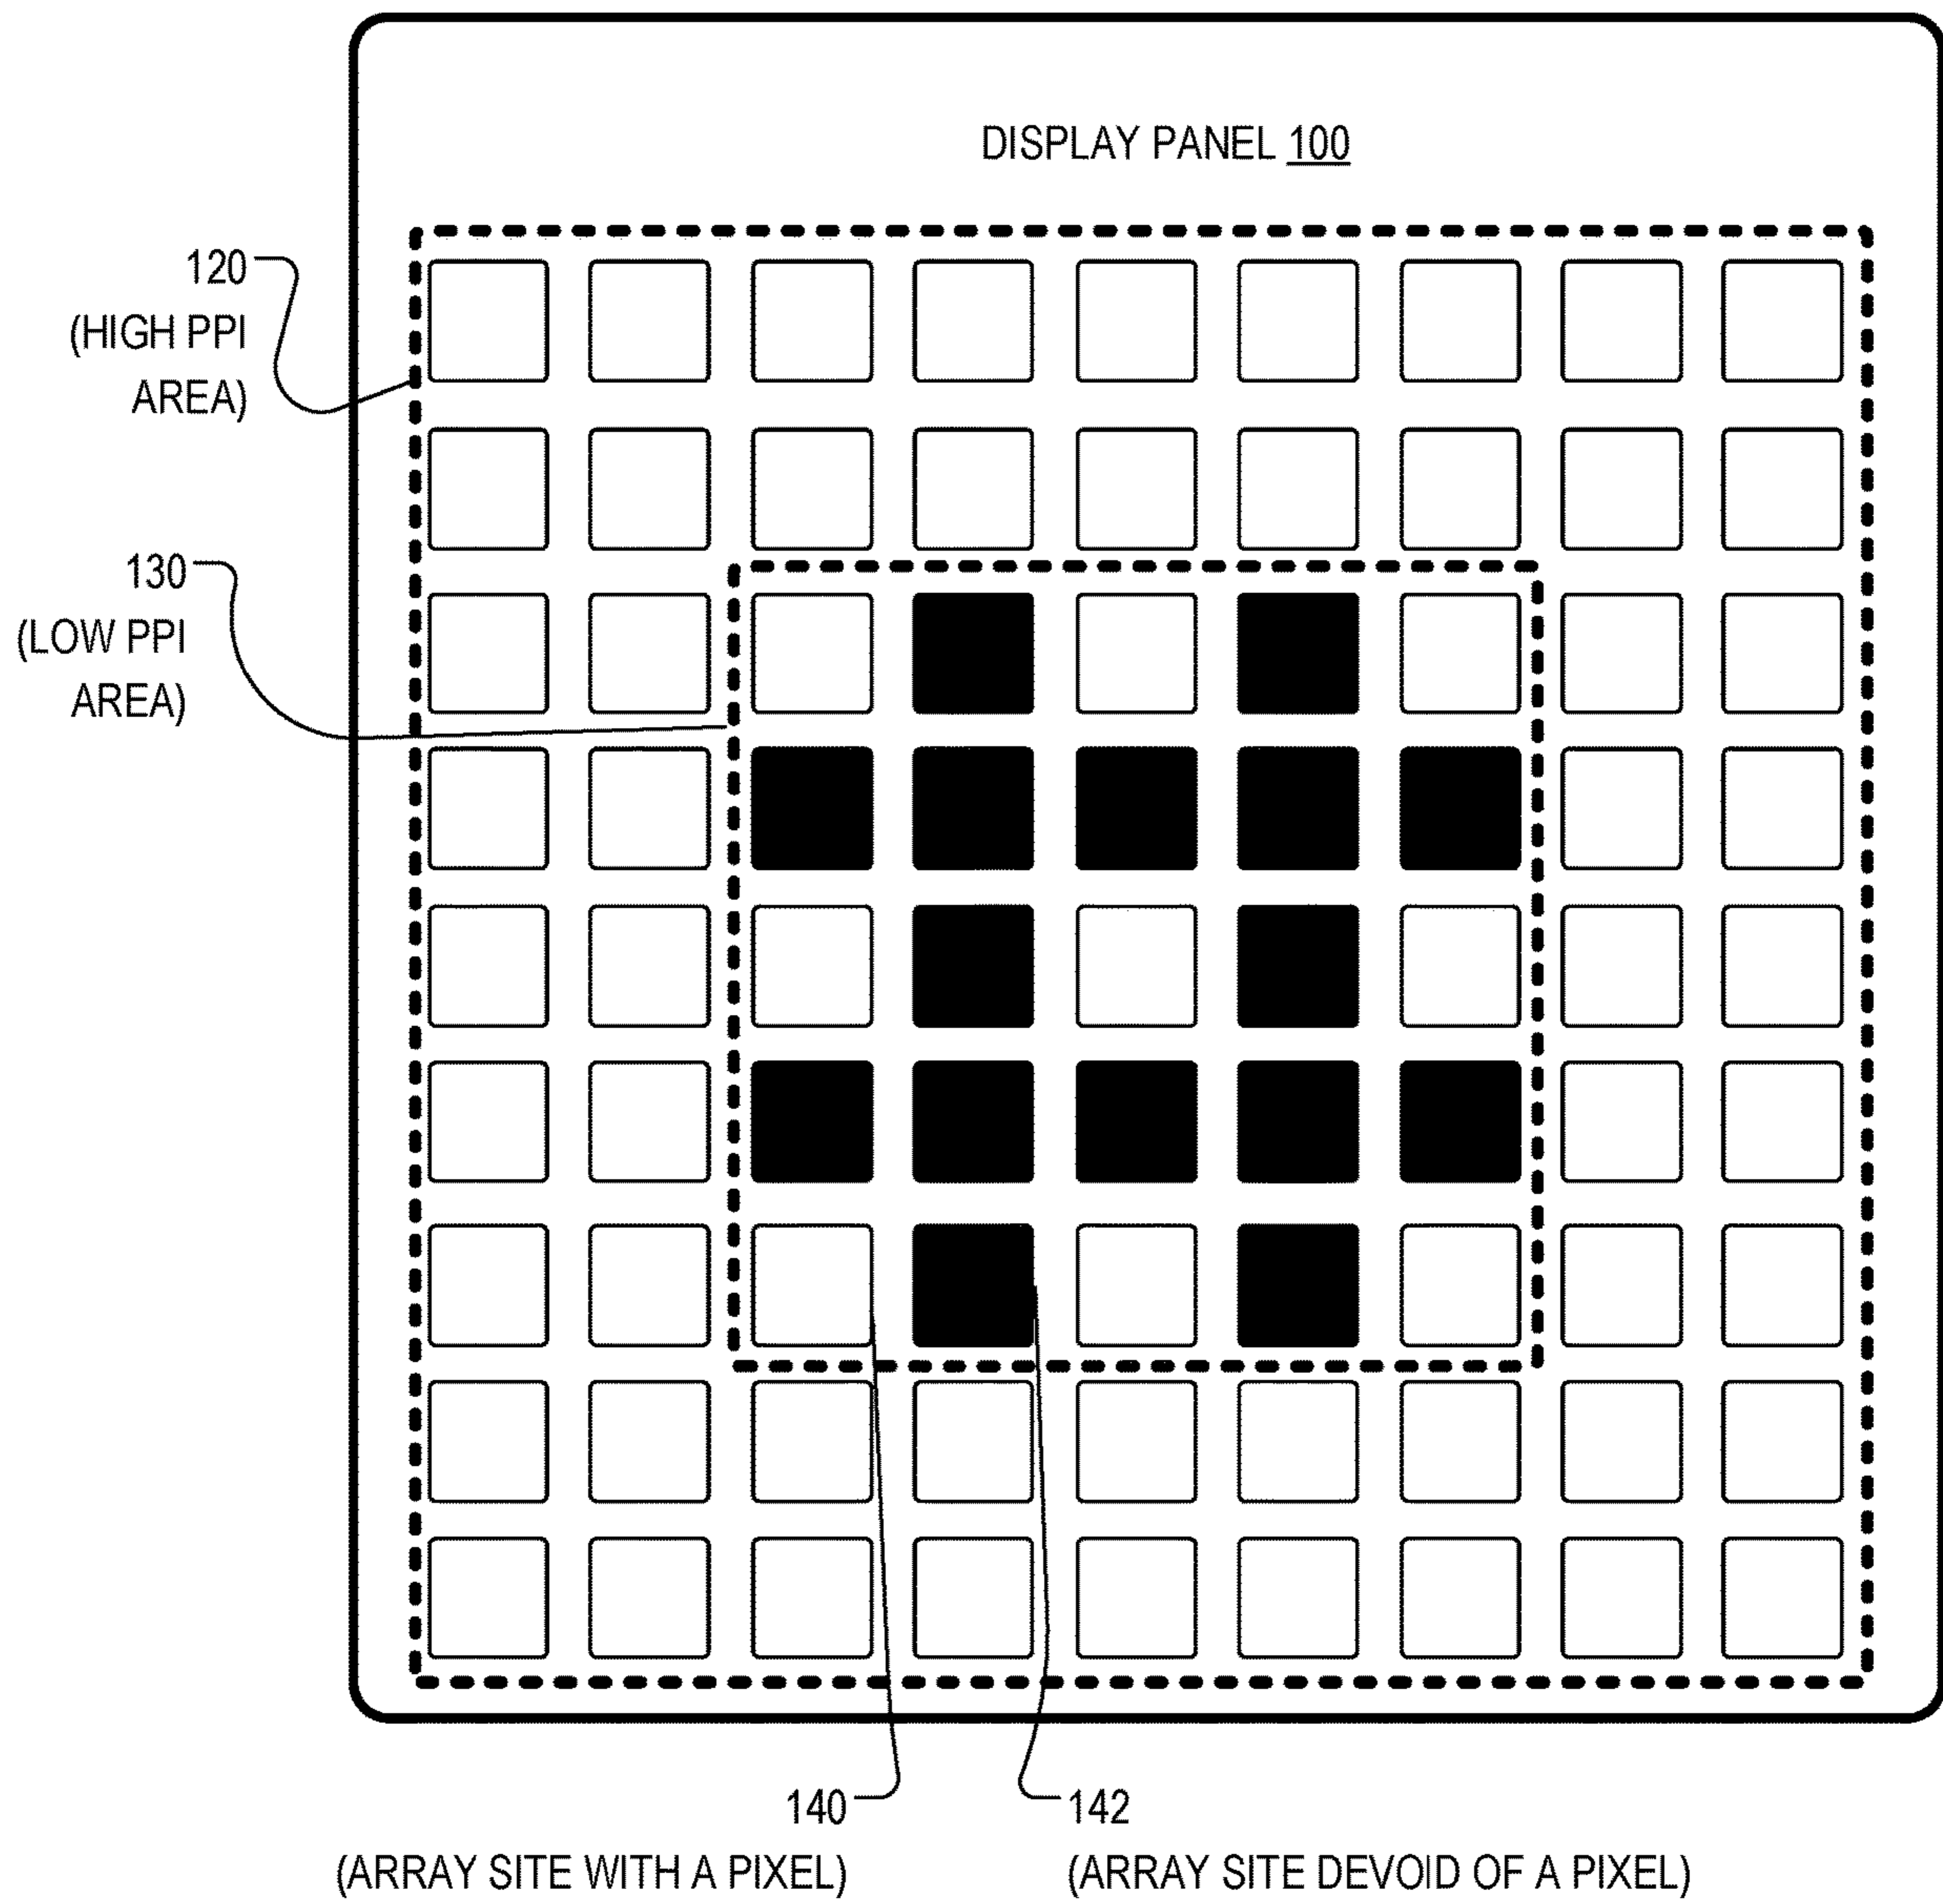 DISPLAY PANEL 100
120
(HIGH PPI
AREA)
130
(LOW PPI
AREA)
140
(ARRAY SITE WITH A PIXEL)
142
(ARRAY SITE DEVOID OF A PIXEL)